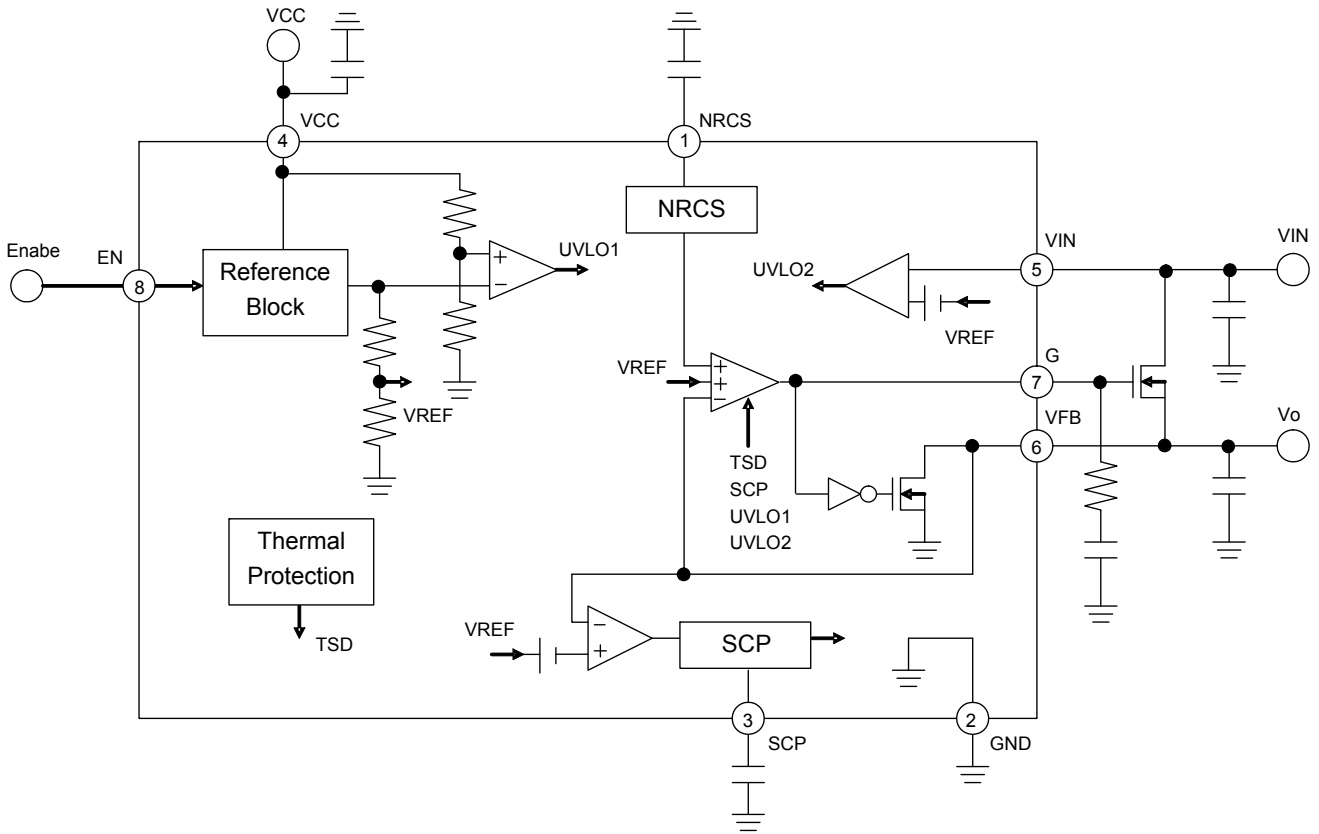 VCC
VCC
4
NRCS
1
NRCS
Enabe
EN
8
Reference
Block
+
−
UVLO1
VREF
UVLO2
VIN
5
VIN
VREF
VREF
+
+
−
G
7
VFB
6
Vo
TSD
SCP
UVLO1
UVLO2
Thermal
Protection
TSD
VREF
−
+
SCP
3
SCP
2
GND